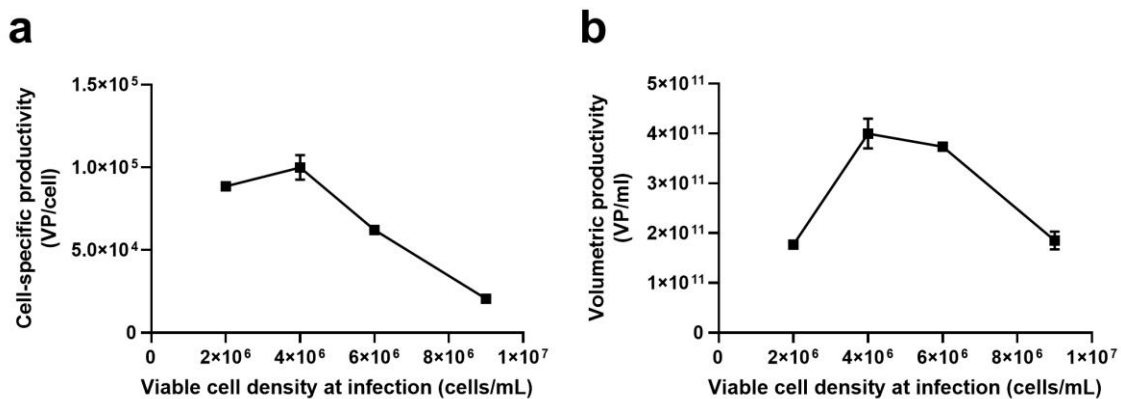 a
Cell-specific productivity
(VP/cell)
1.5×10⁵
1.0×10⁵
5.0×10⁴
0
0
2×10⁶
4×10⁶
6×10⁶
8×10⁶
1×10⁷
Viable cell density at infection (cells/mL)
b
Volumetric productivity
(VP/ml)
5×10¹¹
4×10¹¹
3×10¹¹
2×10¹¹
1×10¹¹
0
0
2×10⁶
4×10⁶
6×10⁶
8×10⁶
1×10⁷
Viable cell density at infection (cells/mL)